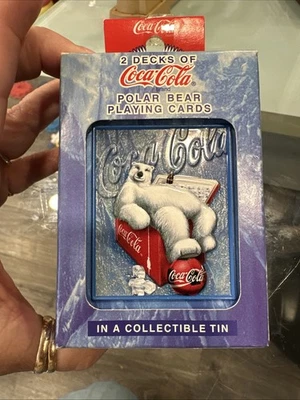 Coca-Cola
2 DECKS OF
Coca-Cola
POLAR BEAR
PLAYING CARDS
Coca-Cola
Coca-Cola
Coca-Cola
IN A COLLECTIBLE TIN